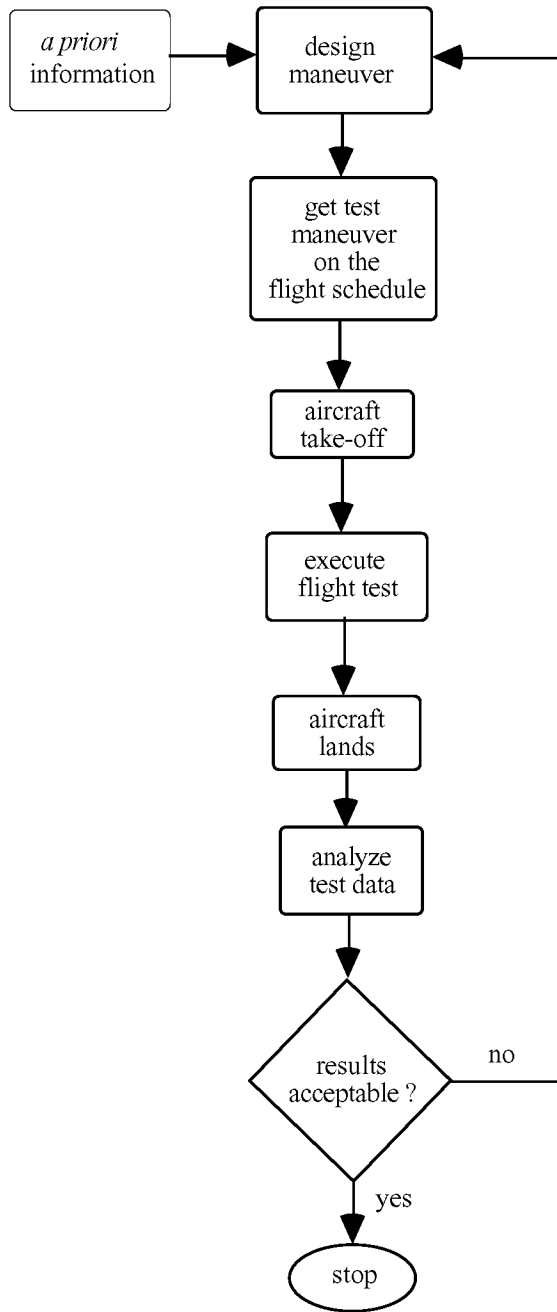 a priori
information
design
maneuver
get test
maneuver
on the
flight schedule
aircraft
take-off
execute
flight test
aircraft
lands
analyze
test data
results
acceptable ?
no
yes
stop